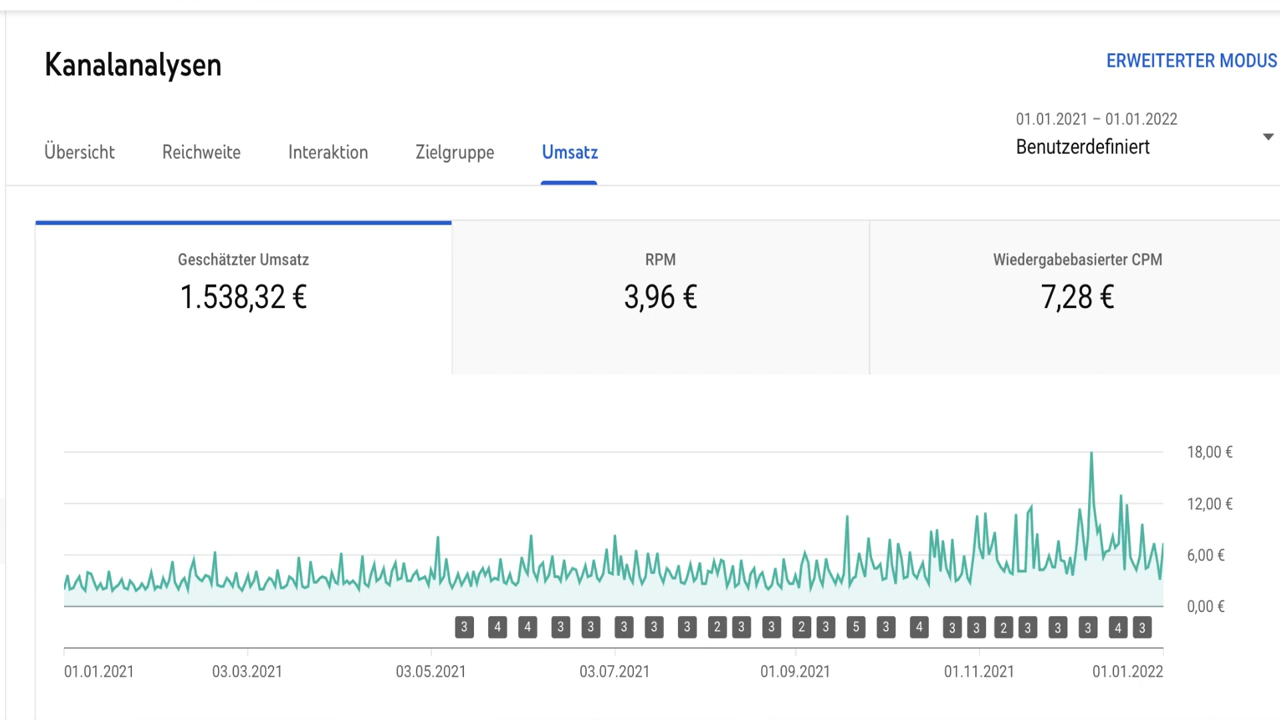 Kanalanalysen
ERWEITERTER MODUS
01.01.2021 – 01.01.2022
Benutzerdefiniert
Übersicht Reichweite Interaktion Zielgruppe Umsatz
Geschätzter Umsatz RPM Wiedergabebasierter CPM
1.538,32 € 3,96 € 7,28 €
18,00 €
12,00 €
6,00 €
0,00 €
3 4 4 3 3 3 3 3 2 3 3 2 3 5 3 4 3 3 2 3 3 3 4 3
01.01.2021 03.03.2021 03.05.2021 03.07.2021 01.09.2021 01.11.2021 01.01.2022